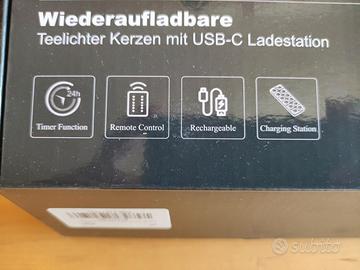 Wiederaufladbare
Teelichter Kerzen mit USB-C Ladestation
24h
Timer Function
Remote Control
Rechargeable
Charging Station
subito